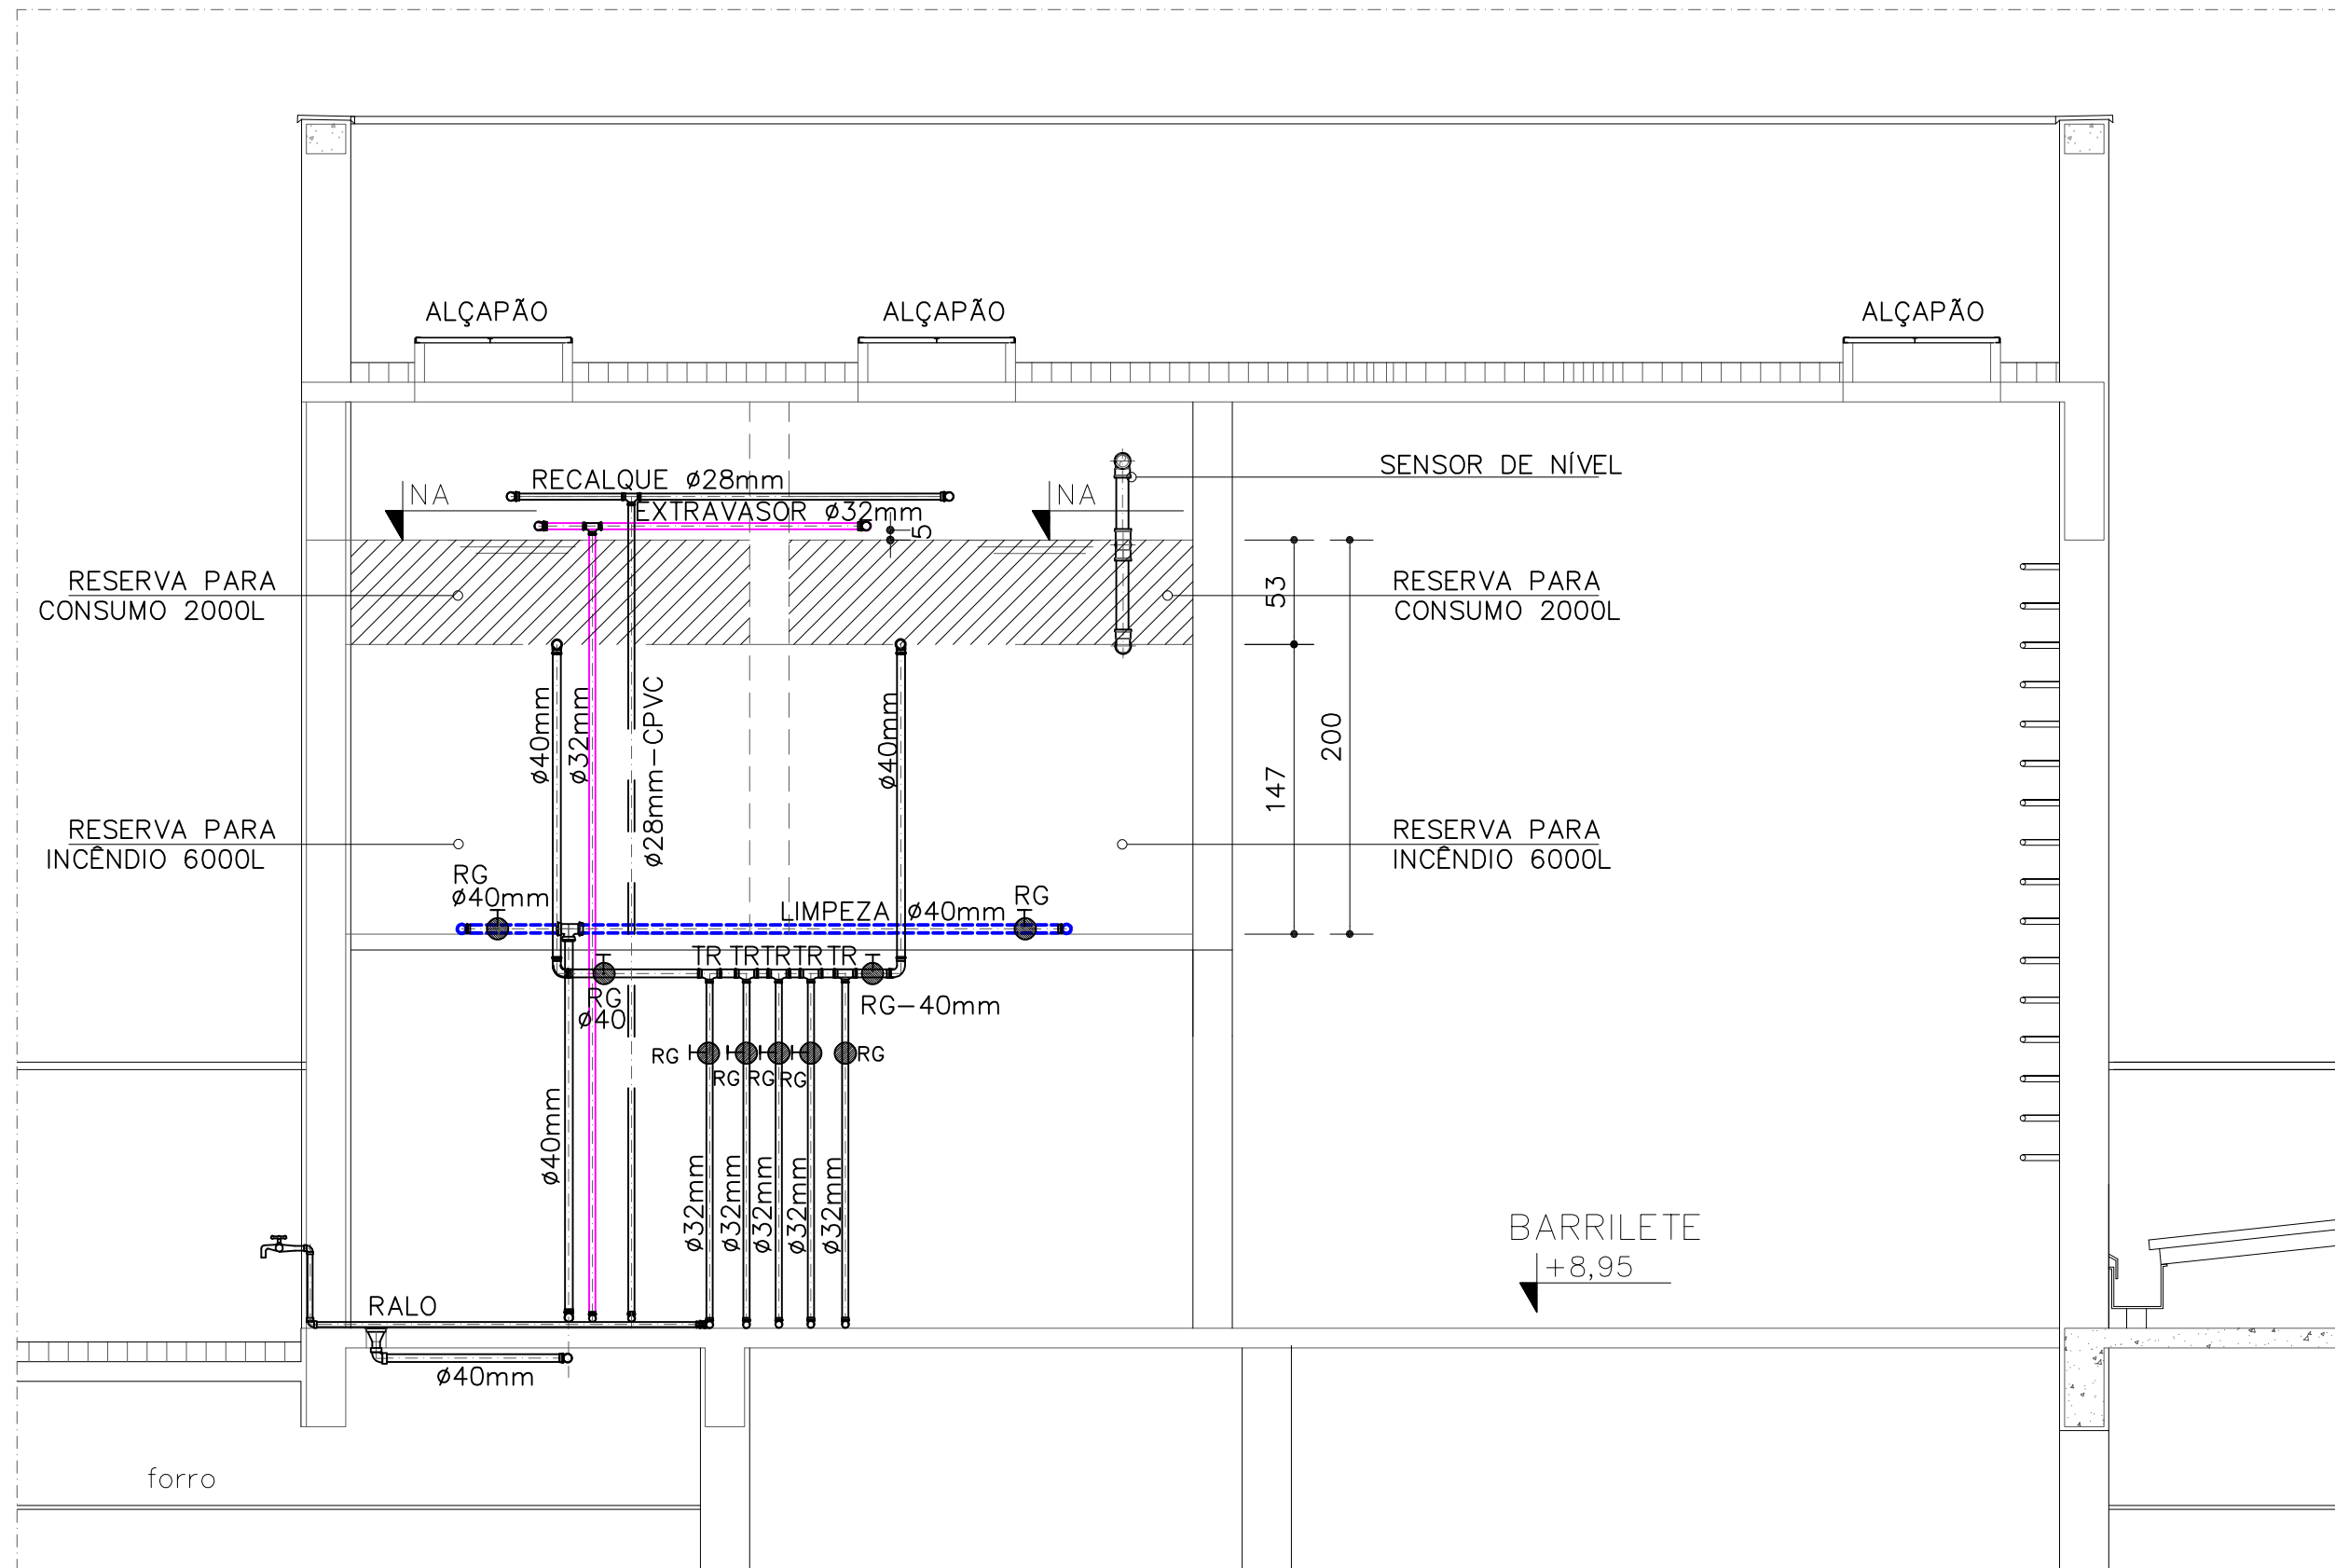 ALÇAPÃO
ALÇAPÃO
ALÇAPÃO
RECALQUE ø28mm
SENSOR DE NÍVEL
NA
NA
EXTRAVASOR ø32mm
5
RESERVA PARA
CONSUMO 2000L
53
RESERVA PARA
CONSUMO 2000L
ø40mm
ø32mm
ø28mm-CPVC
ø40mm
147
200
RESERVA PARA
INCÊNDIO 6000L
RESERVA PARA
INCÊNDIO 6000L
RG
ø40mm
LIMPEZA ø40mm
RG
TR TR TR TR TR
RG
ø40
RG-40mm
RG
RG
RG
RG
RG
ø40mm
ø32mm
ø32mm
ø32mm
ø32mm
ø32mm
BARRILETE
+8,95
RALO
ø40mm
forro